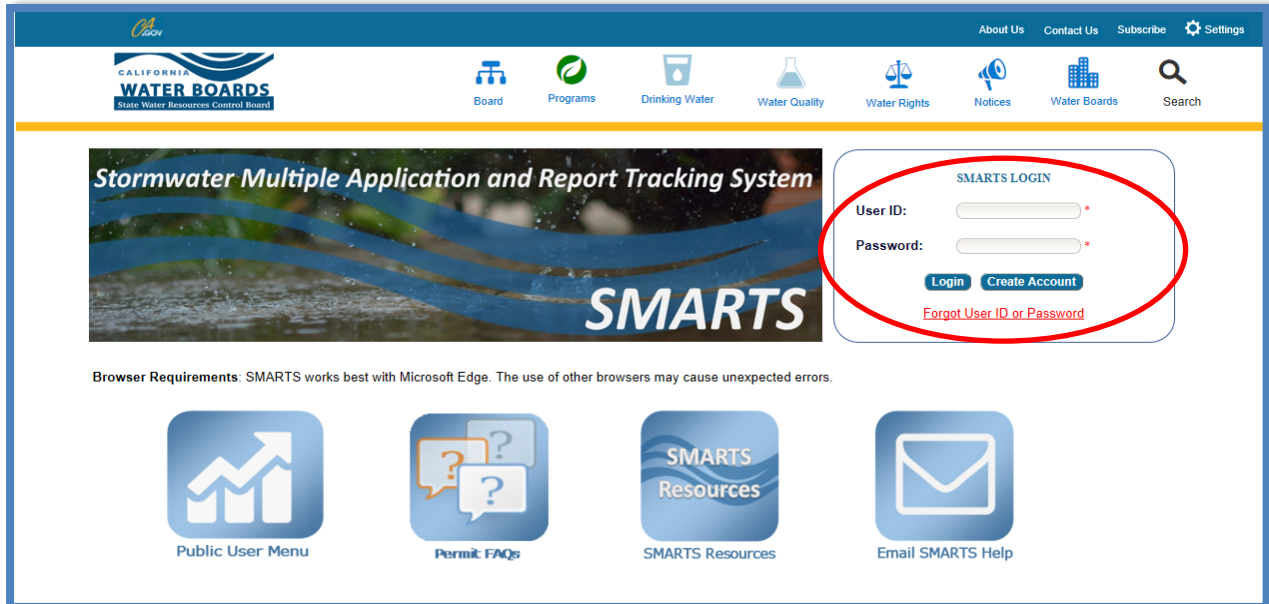 CA.GOV
About Us Contact Us Subscribe Settings
CALIFORNIA
WATER BOARDS
State Water Resources Control Board
Board Programs Drinking Water Water Quality Water Rights Notices Water Boards Search
Stormwater Multiple Application and Report Tracking System
SMARTS
SMARTS LOGIN
User ID: *
Password: *
Login Create Account
Forgot User ID or Password
Browser Requirements: SMARTS works best with Microsoft Edge. The use of other browsers may cause unexpected errors.
? ? ?
SMARTS
Resources
Public User Menu Permit FAQs SMARTS Resources Email SMARTS Help